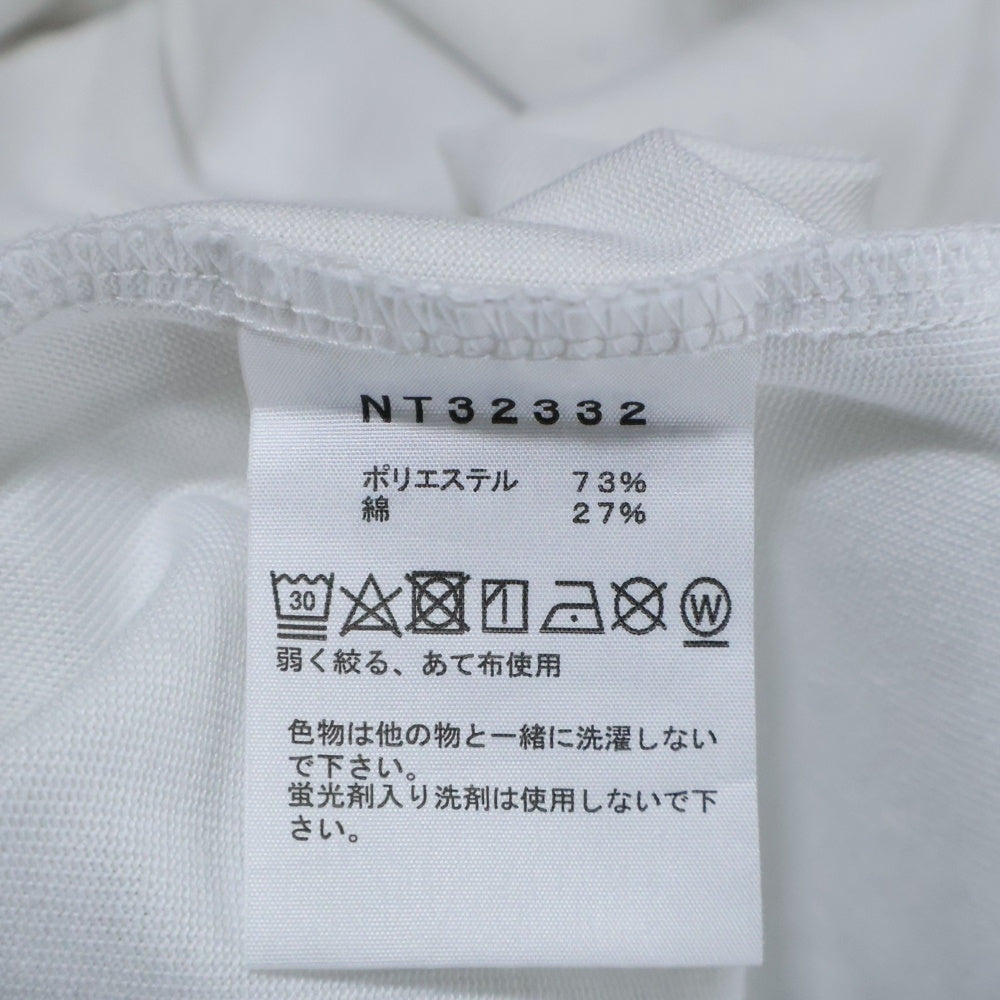 NT32332
ポリエステル 73%
綿 27%
30 W
弱く絞る、あて布使用
色物は他の物と一緒に洗濯しない
で下さい。
蛍光剤入り洗剤は使用しないで下
さい。